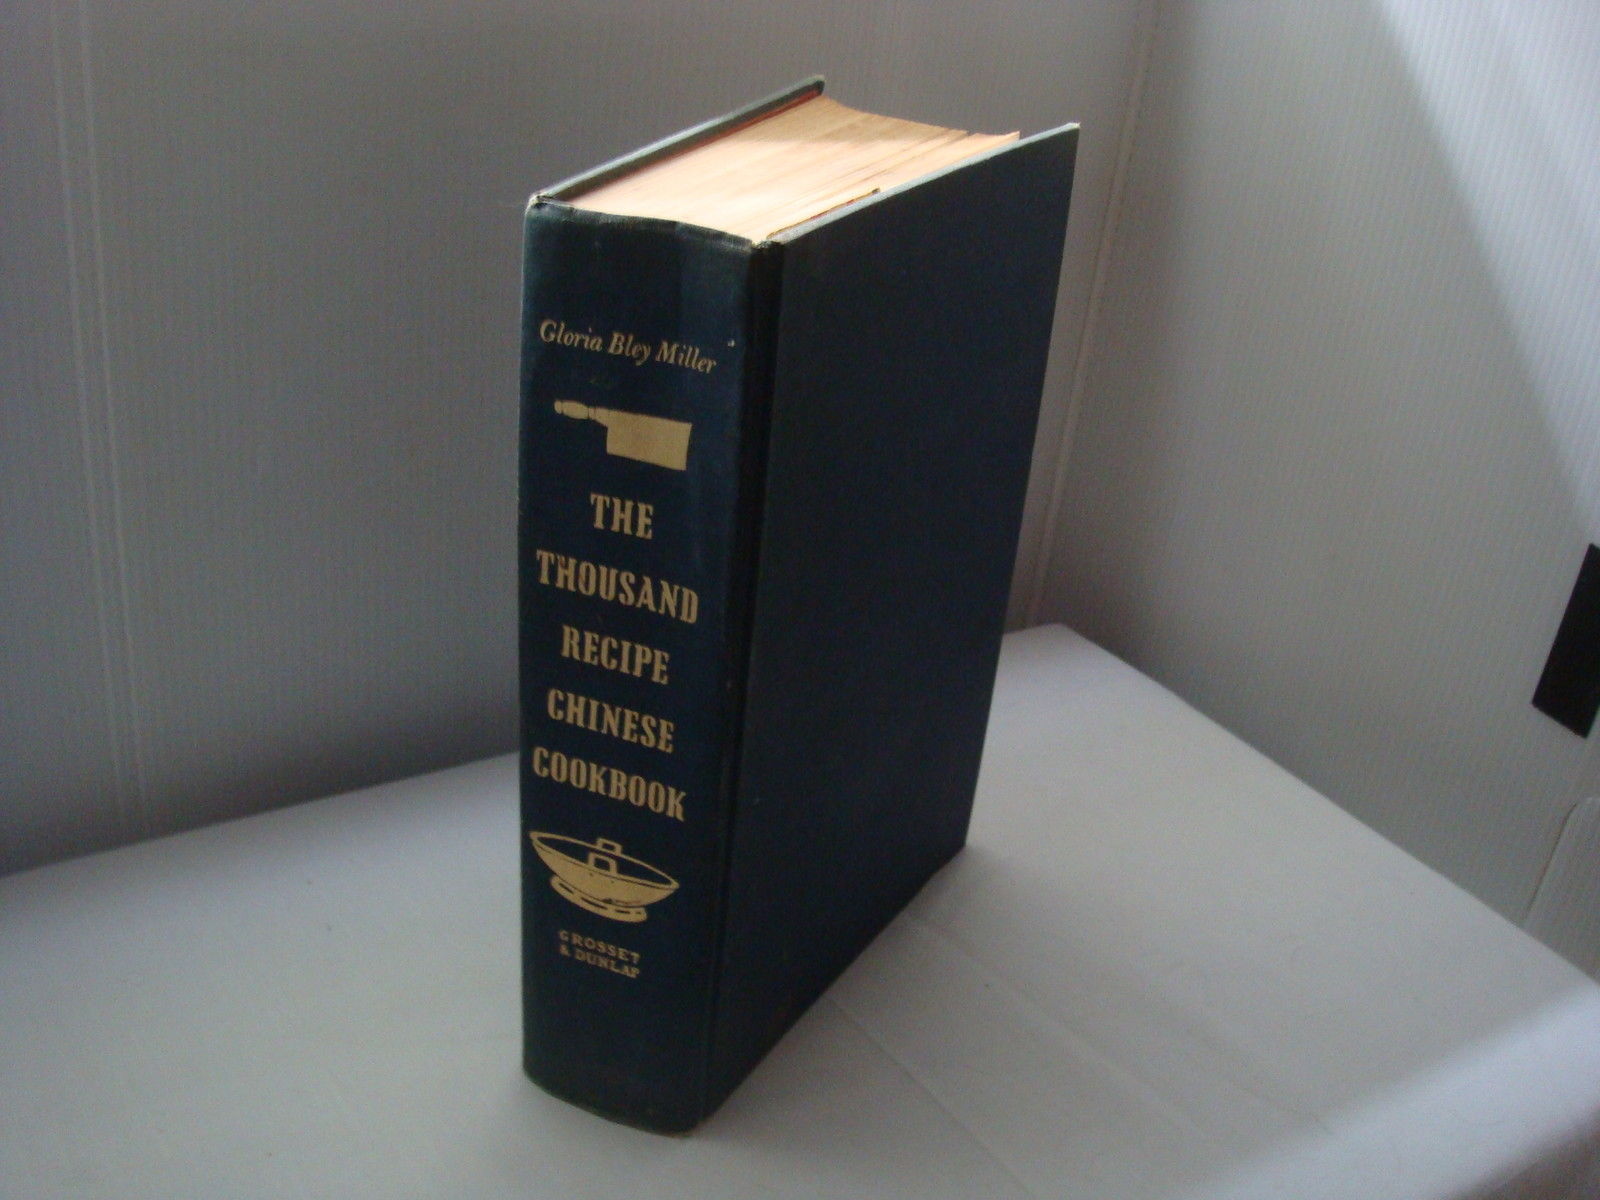 Gloria Bley Miller
THE
THOUSAND
RECIPE
CHINESE
COOKBOOK
GROSSET
& DUNLAP